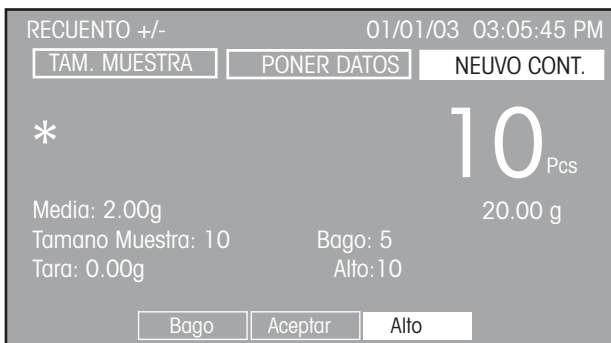 RECUENTO +/- 01/01/03 03:05:45 PM
TAM. MUESTRA PONER DATOS NEUVO CONT.
* 10 Pcs
Media: 2.00g 20.00 g
Tamano Muestra: 10 Bago: 5
Tara: 0.00g Alto:10
Bago Aceptar Alto